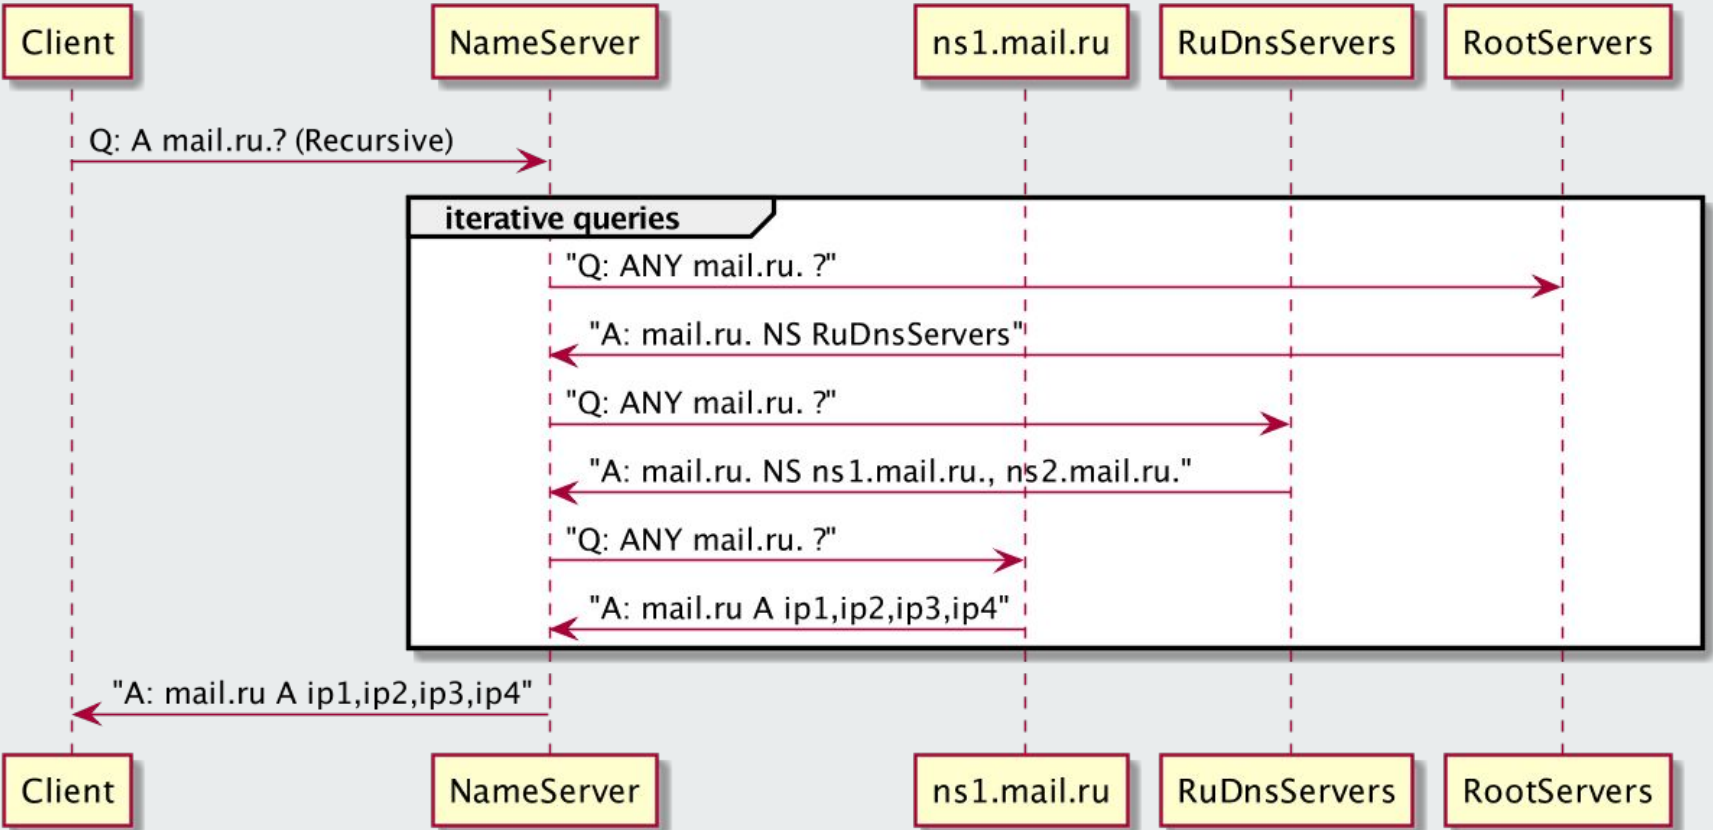 Client NameServer ns1.mail.ru RuDnsServers RootServers
Q: A mail.ru.? (Recursive)
iterative queries
"Q: ANY mail.ru. ?"
"A: mail.ru. NS RuDnsServers"
"Q: ANY mail.ru. ?"
"A: mail.ru. NS ns1.mail.ru., ns2.mail.ru."
"Q: ANY mail.ru. ?"
"A: mail.ru A ip1,ip2,ip3,ip4"
"A: mail.ru A ip1,ip2,ip3,ip4"
Client NameServer ns1.mail.ru RuDnsServers RootServers